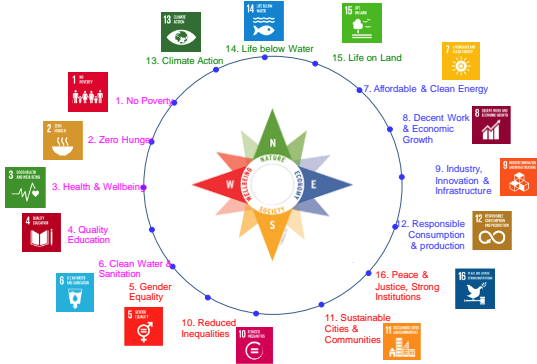 13 CLIMATE
ACTION
14 LIFE BELOW
WATER
15 LIFE
ON LAND
14. Life below Water
13. Climate Action
15. Life on Land
7 AFFORDABLE AND
CLEAN ENERGY
1 NO
POVERTY
7. Affordable & Clean Energy
1. No Poverty
8 DECENT WORK AND
ECONOMIC GROWTH
8. Decent Work
& Economic
Growth
2 ZERO
HUNGER
2. Zero Hunger
N
NATURE
W
WELLBEING
ECONOMY
E
SOCIETY
S
3 GOOD HEALTH
AND WELL-BEING
3. Health & Wellbeing
9. Industry,
Innovation &
Infrastructure
9 INDUSTRY, INNOVATION
AND INFRASTRUCTURE
4 QUALITY
EDUCATION
4. Quality
Education
12. Responsible
Consumption
& production
12 RESPONSIBLE
CONSUMPTION
AND PRODUCTION
6. Clean Water &
Sanitation
6 CLEAN WATER
AND SANITATION
16. Peace &
Justice, Strong
Institutions
16 PEACE, JUSTICE
5. Gender
Equality
5 GENDER
EQUALITY
10. Reduced
Inequalities
10 REDUCED
INEQUALITIES
11. Sustainable
Cities &
Communities
11 SUSTAINABLE CITIES
AND COMMUNITIES